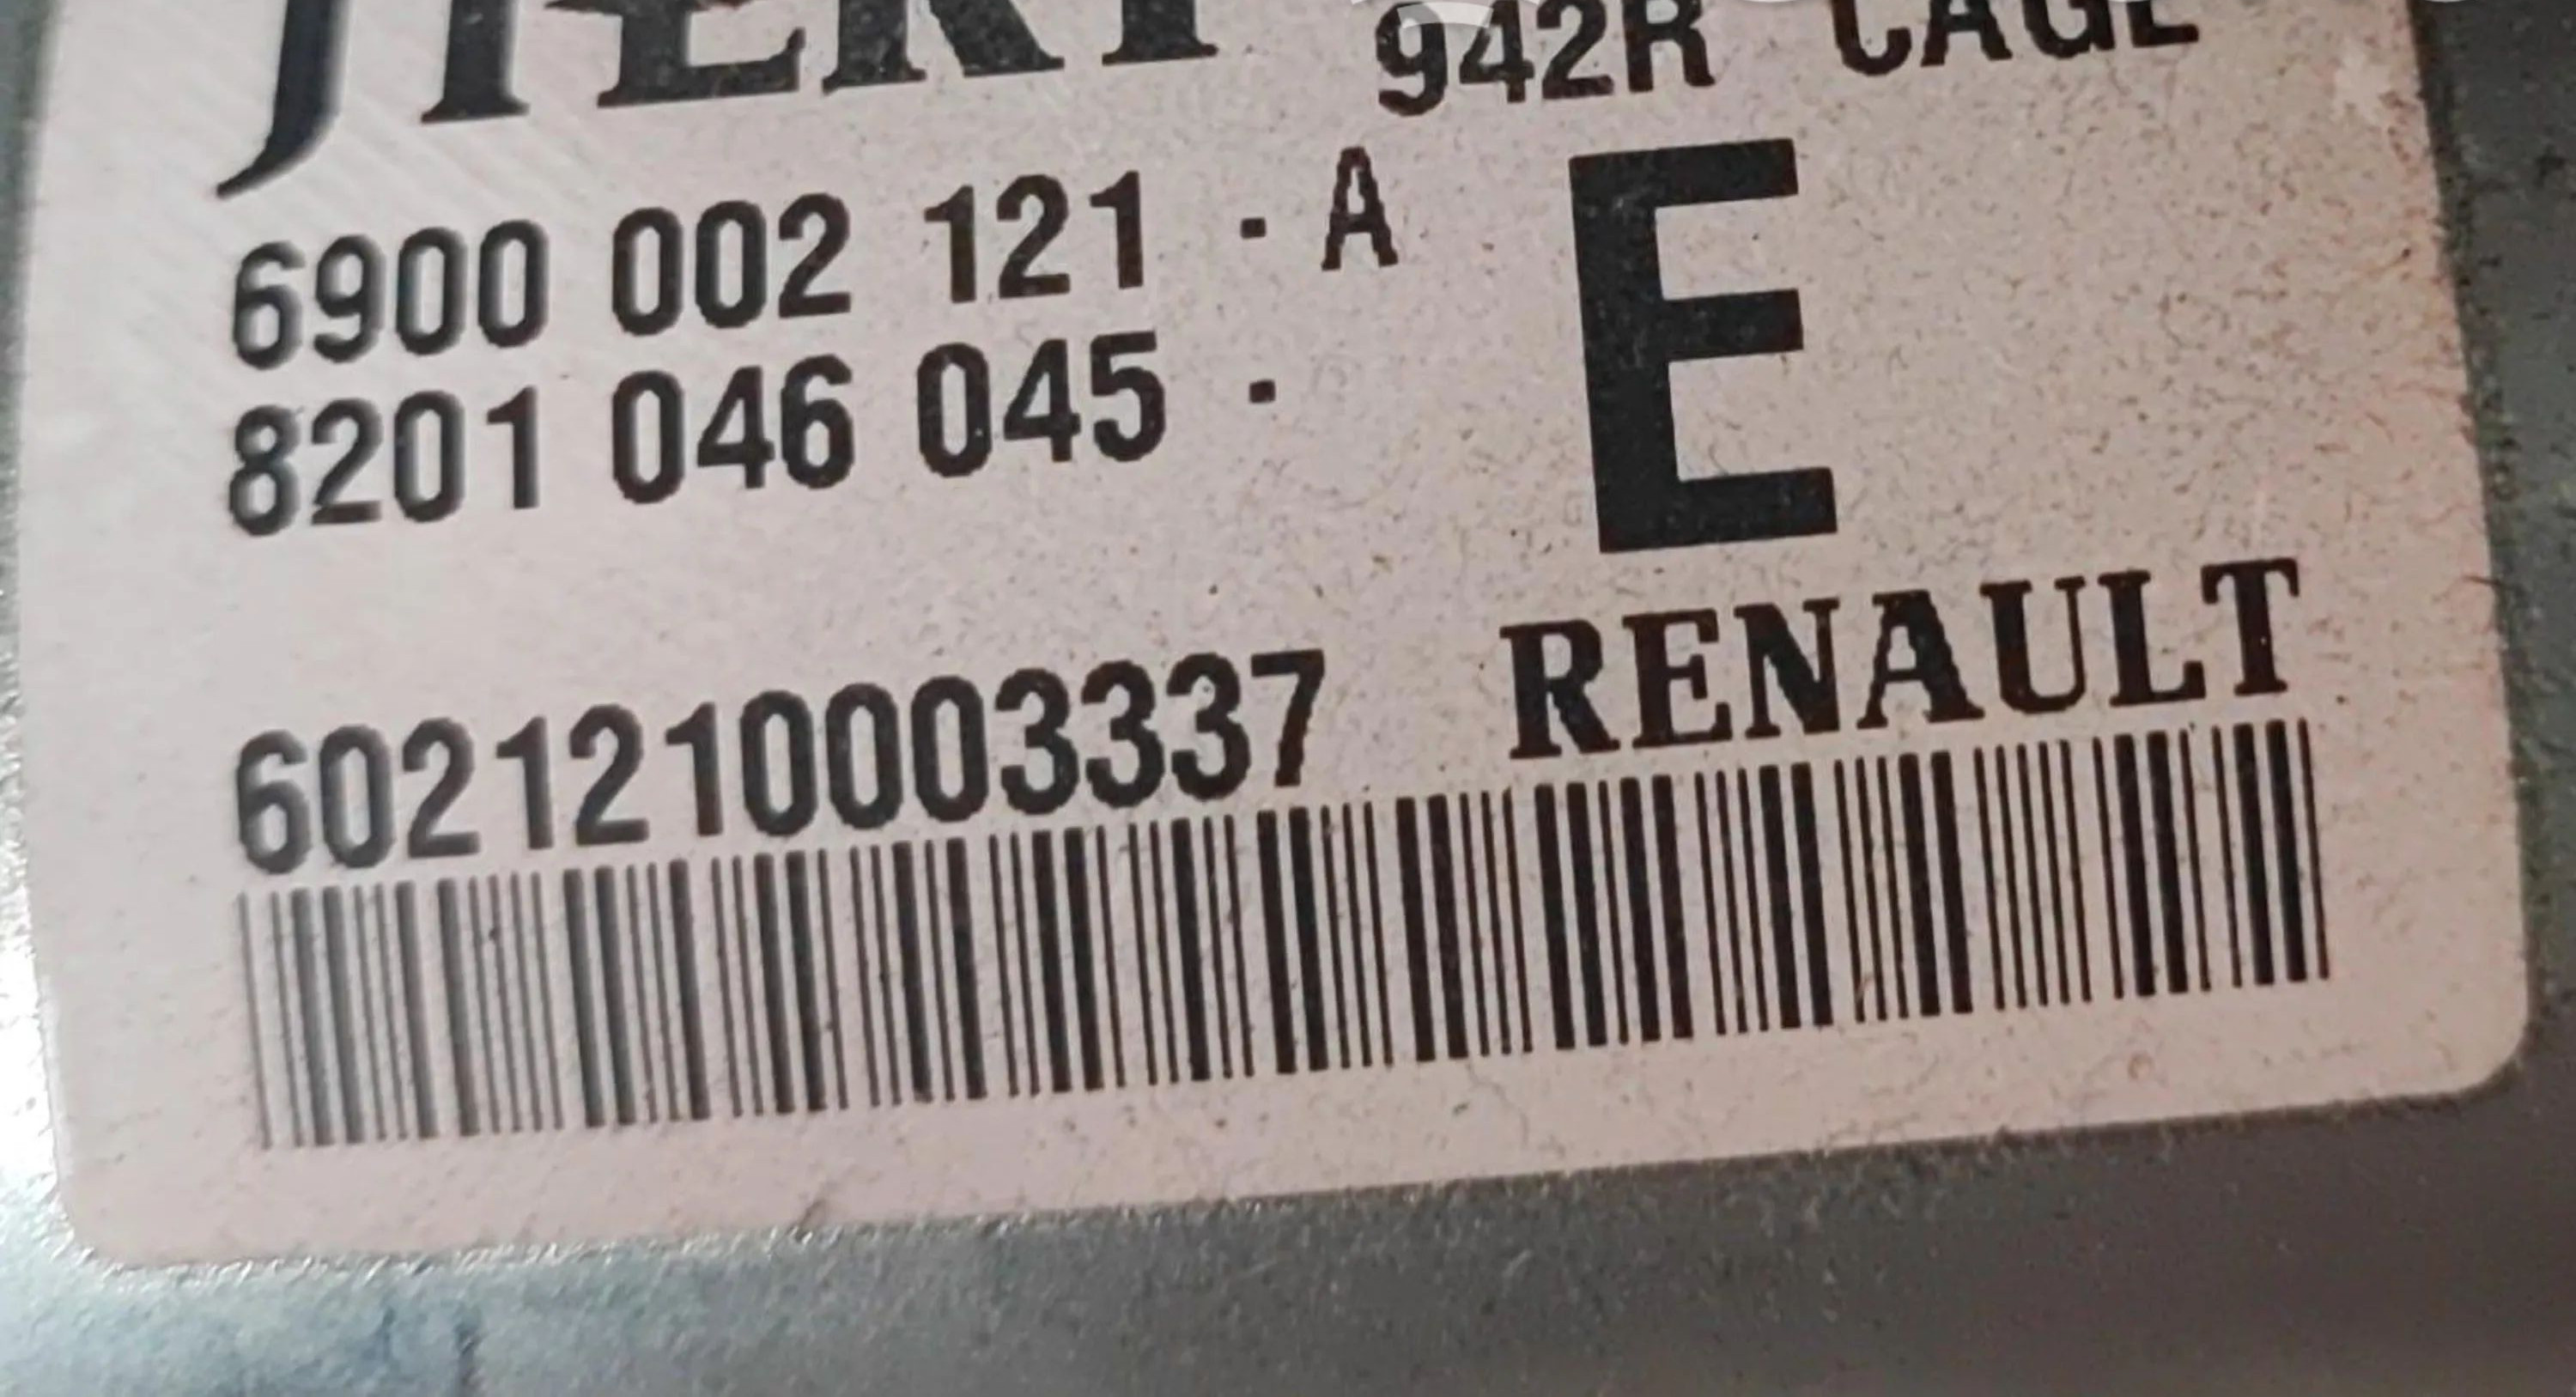 942R CAGE
6900 002 121 - A
8201 046 045 -
E
6021210003337 RENAULT